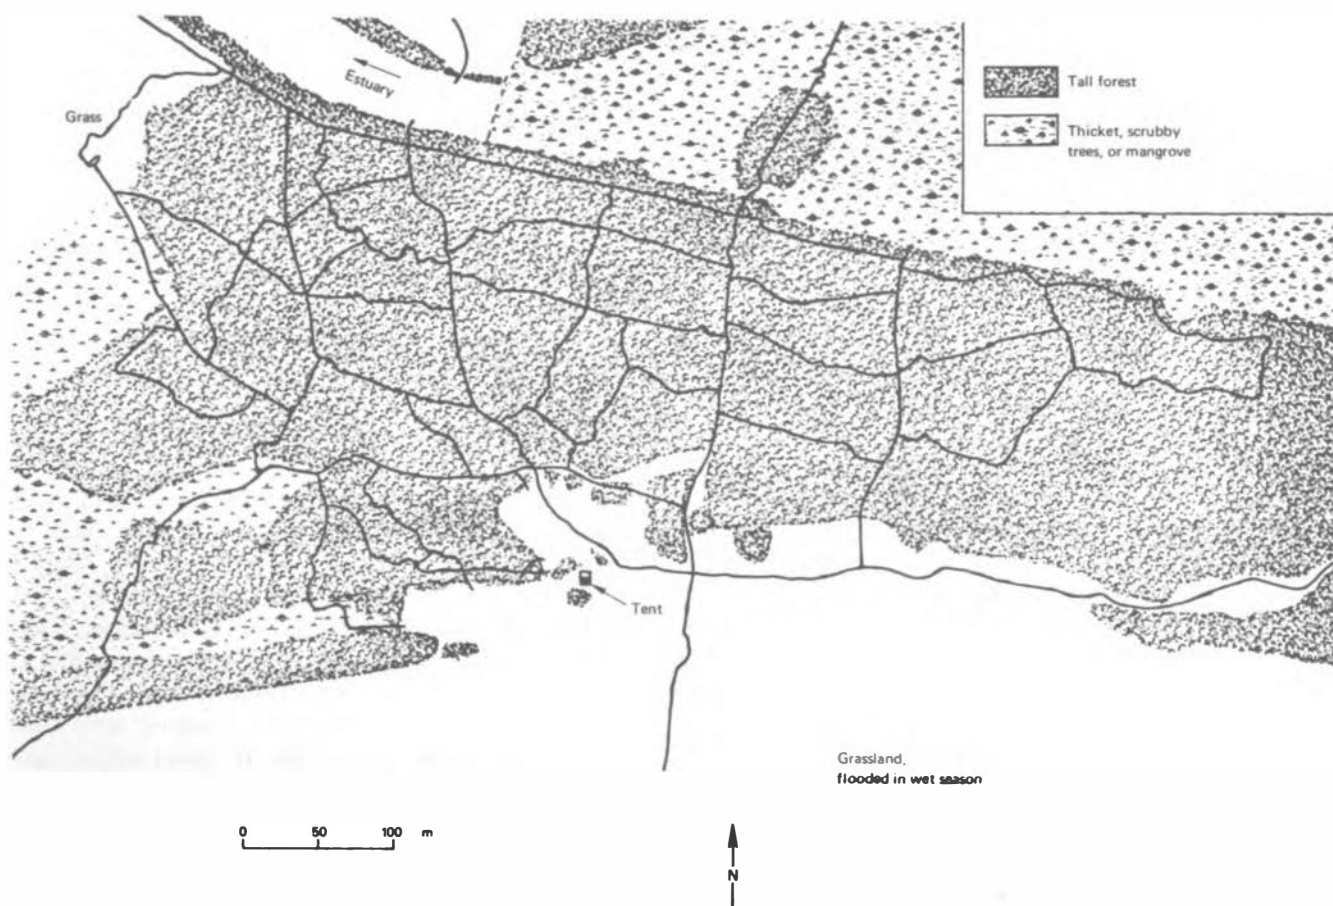 Estuary
Grass
Tall forest
Thicket, scrubby
trees, or mangrove
Tent
Grassland,
flooded in wet season
0 50 100 m
N